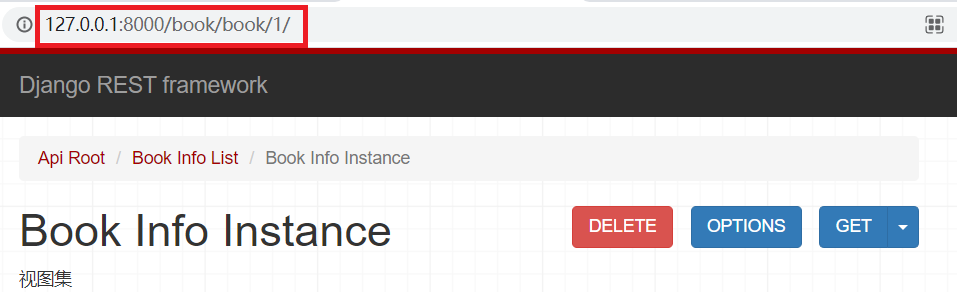 127.0.0.1:8000/book/book/1/
Django REST framework
Api Root / Book Info List / Book Info Instance
Book Info Instance DELETE OPTIONS GET
视图集